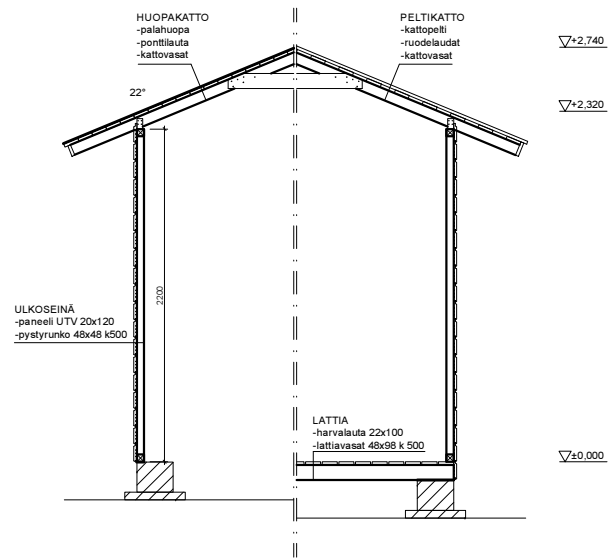 HUOPAKATTO
-palahuopa
-ponttilauta
-kattovasat
PELTIKATTO
-kattopelti
-ruodelaudat
-kattovasat
+2,740
+2,320
22°
2200
ULKOSEINÄ
-paneeli UTV 20x120
-pystyrunko 48x48 k500
LATTIA
-harvalauta 22x100
-lattiavasat 48x98 k 500
±0,000